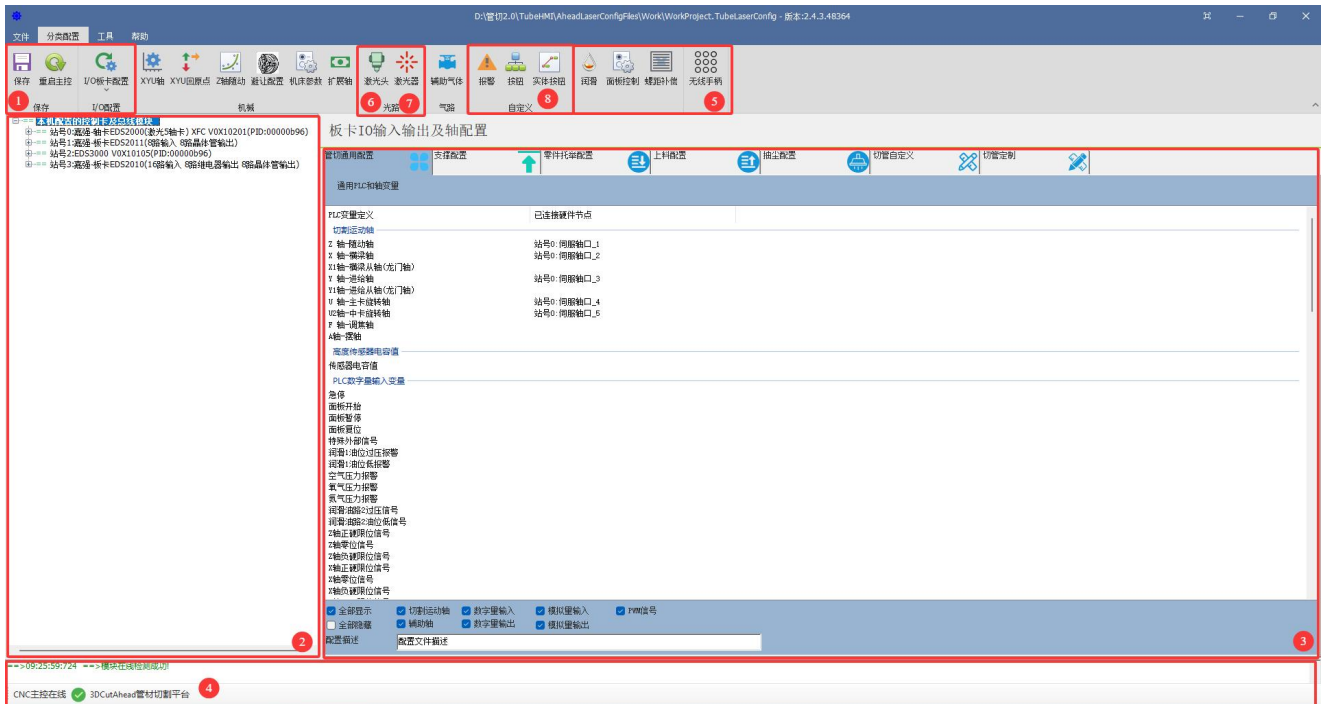 D:\管切2.0\TubeHMI\AheadLaserConfigFiles\Work\WorkProject.TubeLaserConfig - 版本:2.4.3.48364
文件 分类配置 工具 帮助
保存 重启主控 I/O板卡配置 XYU轴 XYU回原点 Z轴随动 避让配置 机床参数 扩展轴 激光头 激光器 辅助气体 报警 按钮 实体按钮 润滑 面板控制 螺距补偿 无线手柄
1 6 7 8 5
保存 I/O配置 机械 光路 气路 自定义
本机配置的控制卡及总线模块
站号0:嘉强-轴卡EDS2000(激光5轴卡) XFC V0X10201(PID:00000b96)
站号1:嘉强-板卡EDS2011(8路输入 8路晶体管输出)
站号2:EDS3000 V0X10105(PID:00000b96)
站号3:嘉强-板卡EDS2010(16路输入 8路继电器输出 8路晶体管输出)
2
板卡IO输入输出及轴配置
管切通用配置 支撑配置 零件托举配置 上料配置 抽尘配置 切管自定义 切管定制
通用PLC和轴变量
PLC变量定义 已连接硬件节点
切割运动轴
Z 轴-随动轴 站号0:伺服轴口_1
X 轴-横梁轴 站号0:伺服轴口_2
X1轴-横梁从轴(龙门轴)
Y 轴-进给轴 站号0:伺服轴口_3
Y1轴-进给从轴(龙门轴)
U 轴-主卡旋转轴 站号0:伺服轴口_4
U2轴-中卡旋转轴 站号0:伺服轴口_5
F 轴-调焦轴
A轴-摆轴
高度传感器电容值
传感器电容值
PLC数字量输入变量
急停
面板开始
面板暂停
面板复位
特殊外部信号
润滑1:油位过压报警
润滑1:油位低报警
空气压力报警
氧气压力报警
氮气压力报警
润滑油路2过压信号
润滑油路2油位低信号
Z轴正硬限位信号
Z轴零位信号
Z轴负硬限位信号
X轴正硬限位信号
X轴零位信号
X轴负硬限位信号
全部显示 切割运动轴 数字量输入 模拟量输入 PWM信号
全部隐藏 辅助轴 数字量输出 模拟量输出
配置描述 配置文件描述
3
==>09:25:59:724 ==>模块在线检测成功!
CNC主控在线 3DCutAhead管材切割平台 4